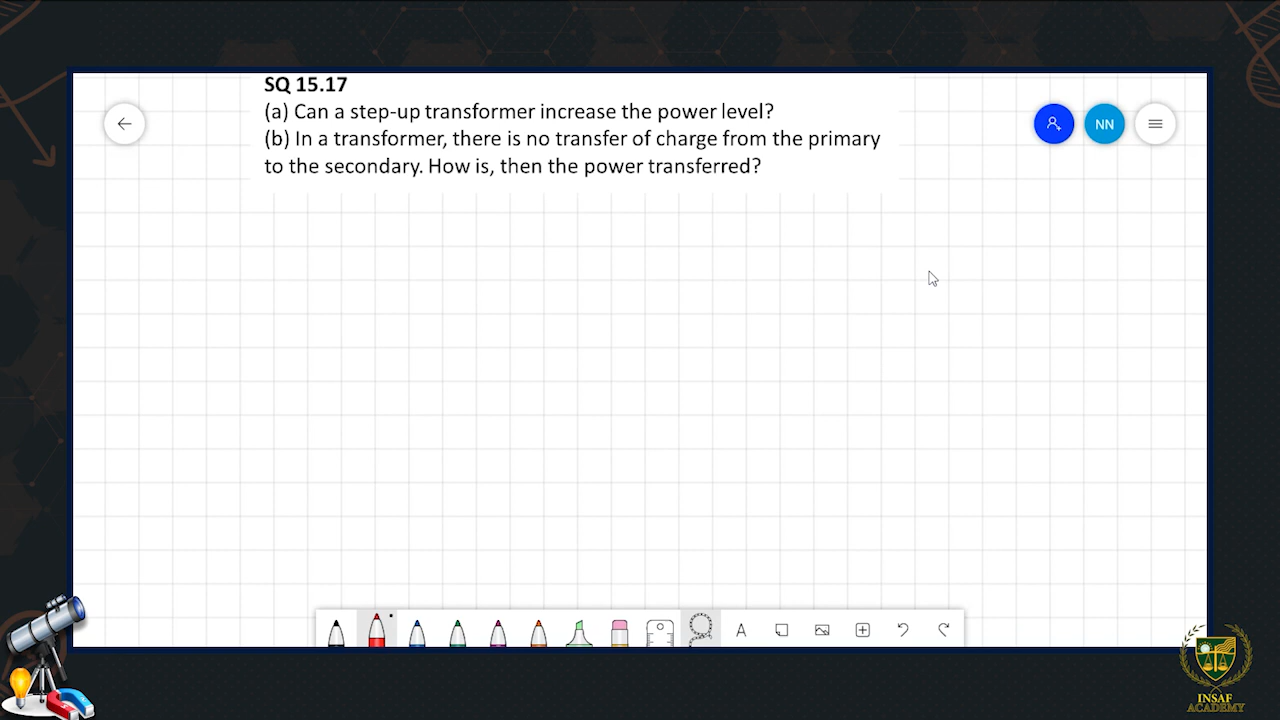 SQ 15.17
(a) Can a step-up transformer increase the power level?
(b) In a transformer, there is no transfer of charge from the primary
to the secondary. How is, then the power transferred?
NN
A
INSAF
ACADEMY